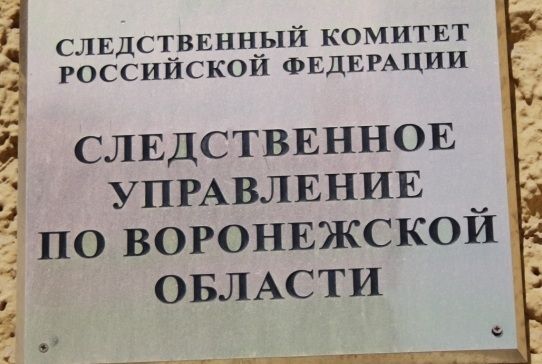 СЛЕДСТВЕННЫЙ КОМИТЕТ
РОССИЙСКОЙ ФЕДЕРАЦИИ
СЛЕДСТВЕННОЕ
УПРАВЛЕНИЕ
ПО ВОРОНЕЖСКОЙ
ОБЛАСТИ